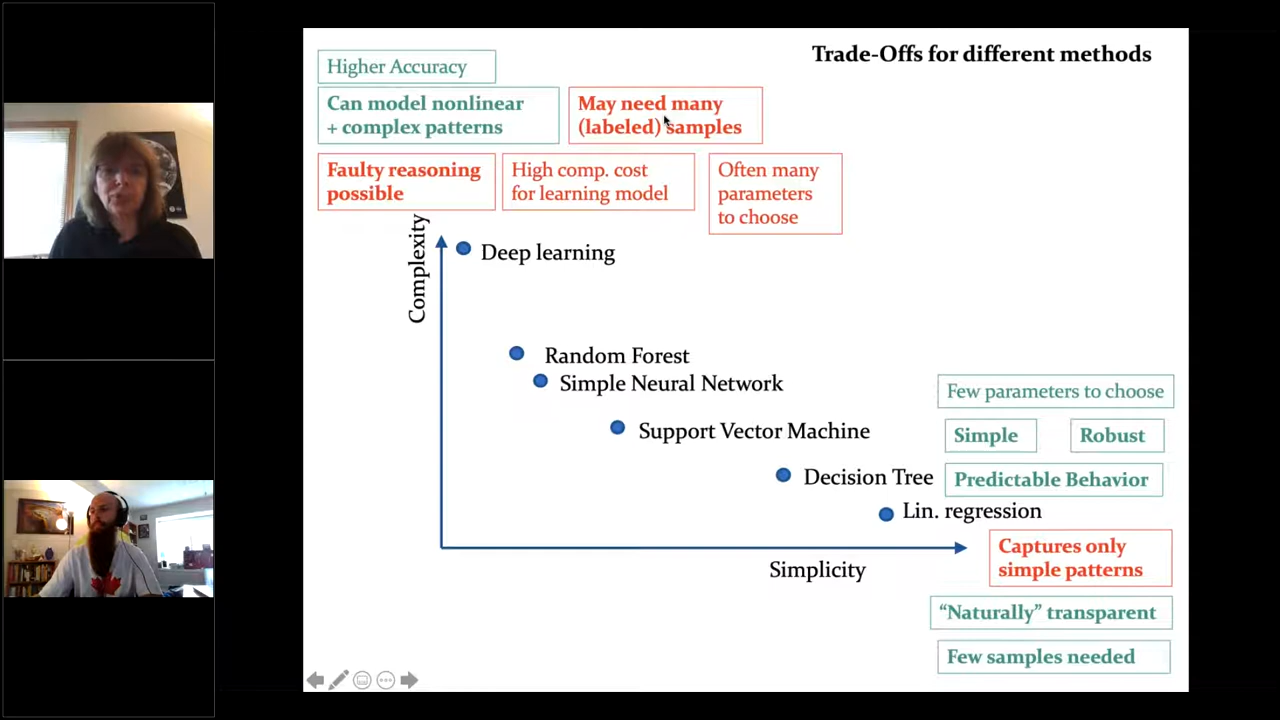 Trade-Offs for different methods
Higher Accuracy
Can model nonlinear
+ complex patterns
May need many
(labeled) samples
Faulty reasoning
possible
High comp. cost
for learning model
Often many
parameters
to choose
Complexity
Deep learning
Random Forest
Simple Neural Network
Support Vector Machine
Decision Tree
Lin. regression
Few parameters to choose
Simple
Robust
Predictable Behavior
Captures only
simple patterns
Simplicity
“Naturally” transparent
Few samples needed